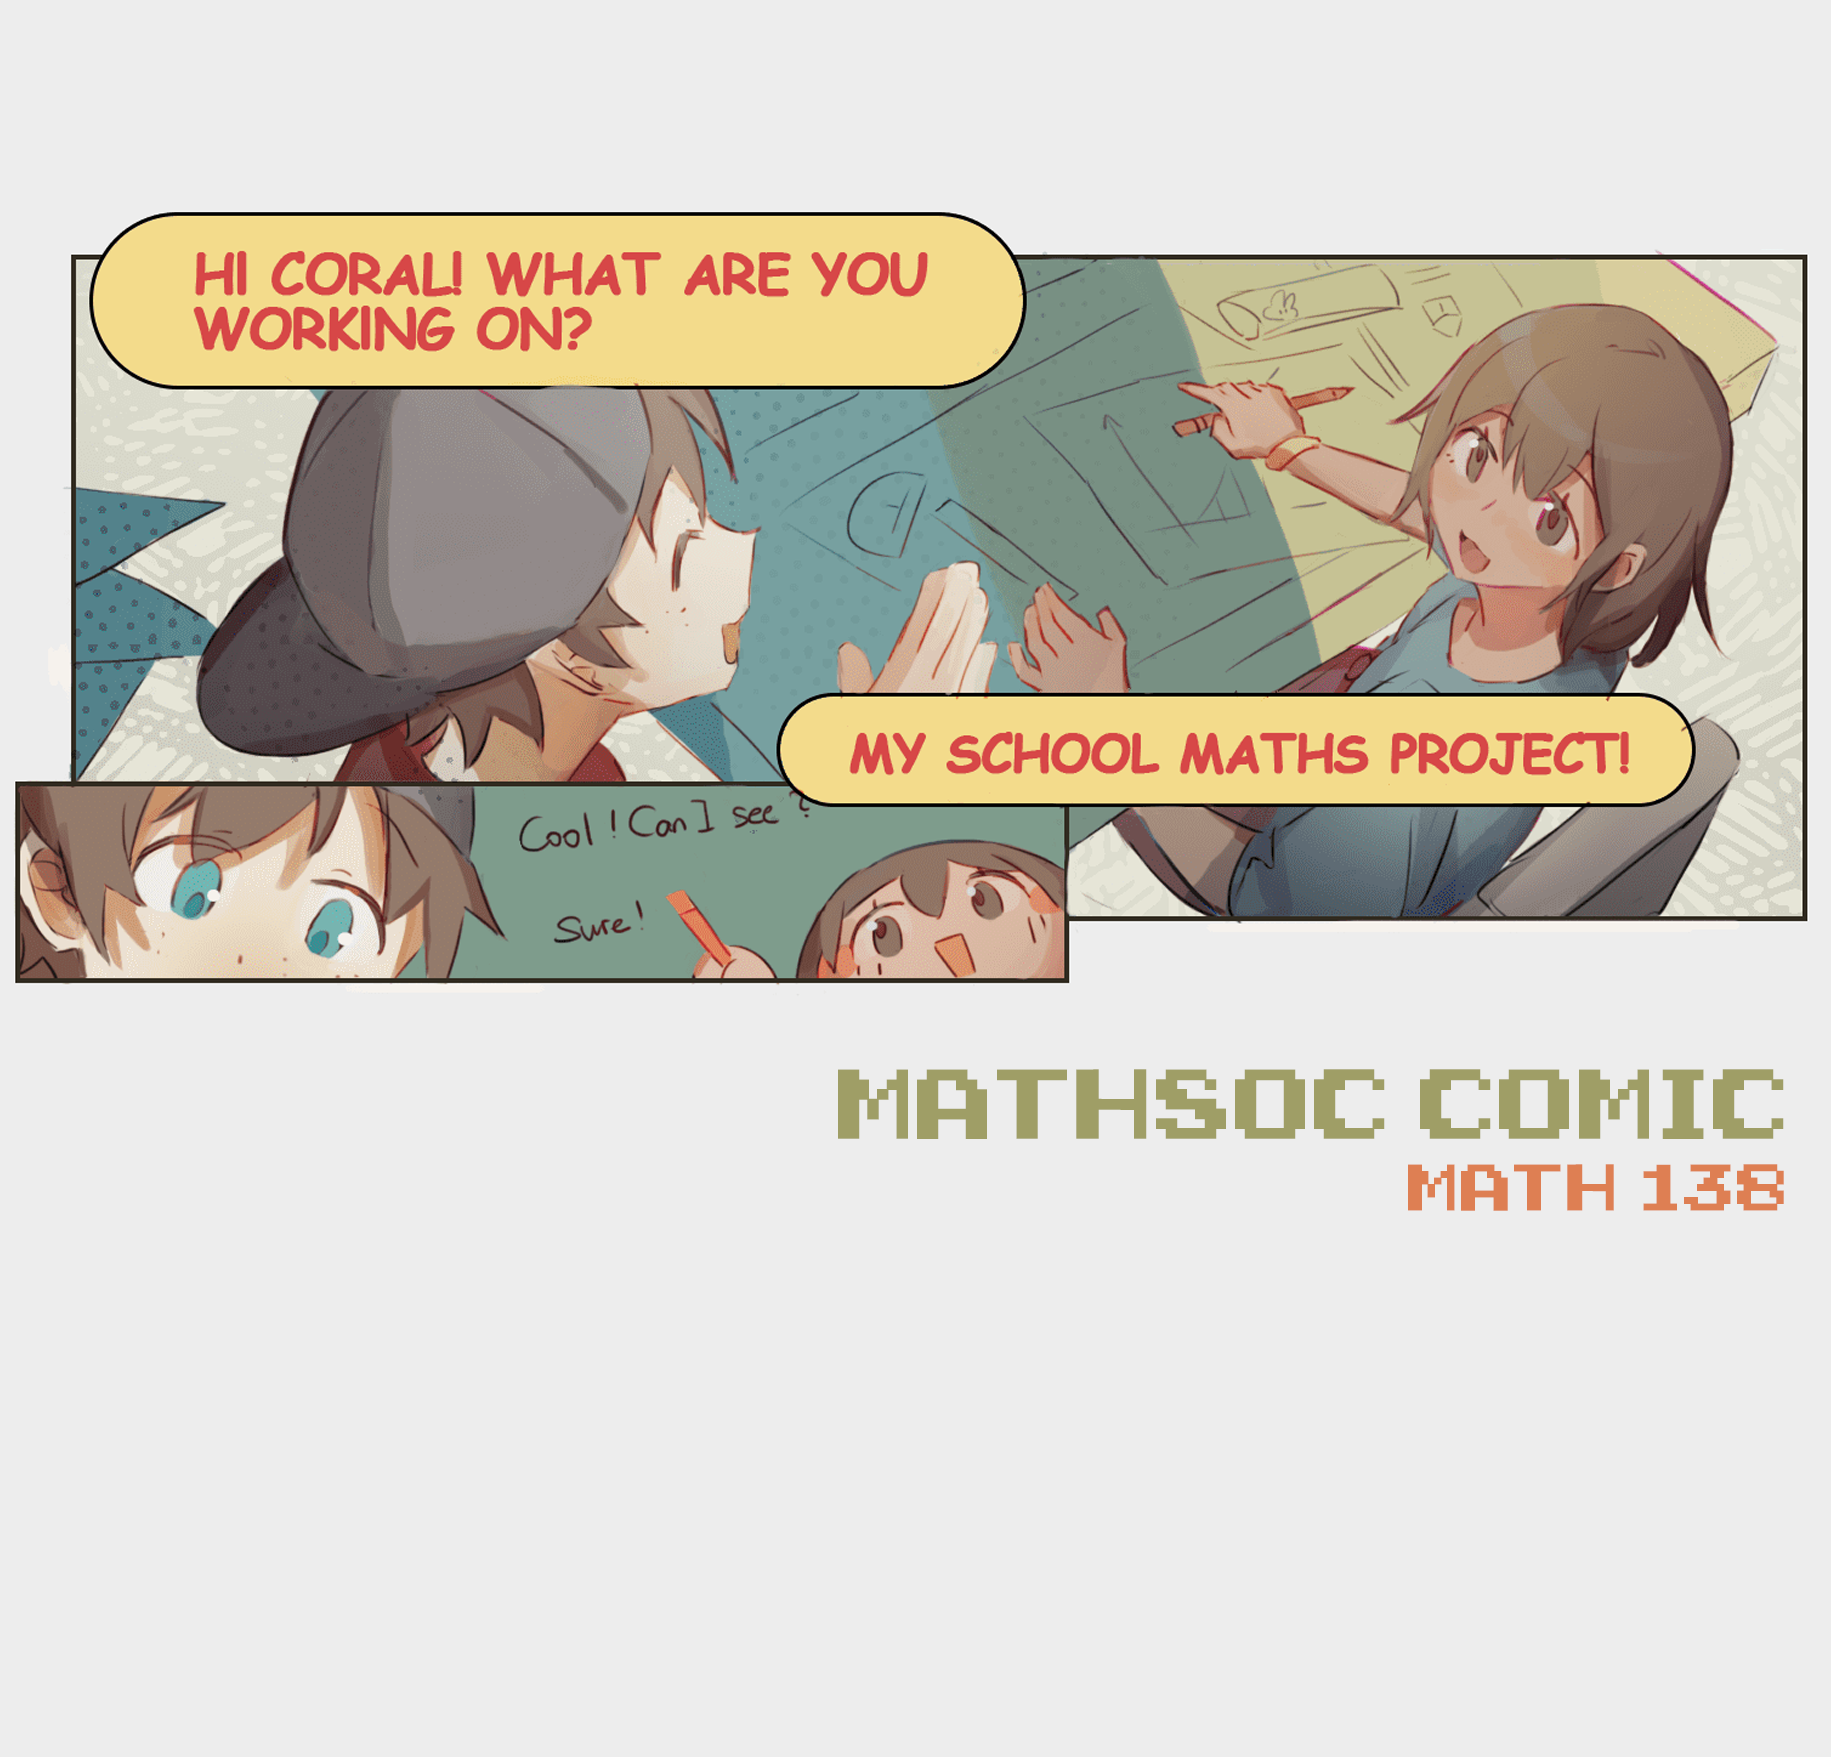 HI CORAL! WHAT ARE YOU
WORKING ON?
MY SCHOOL MATHS PROJECT!
Cool! Can I see?
Sure!
MATHSOC COMIC
MATH 138